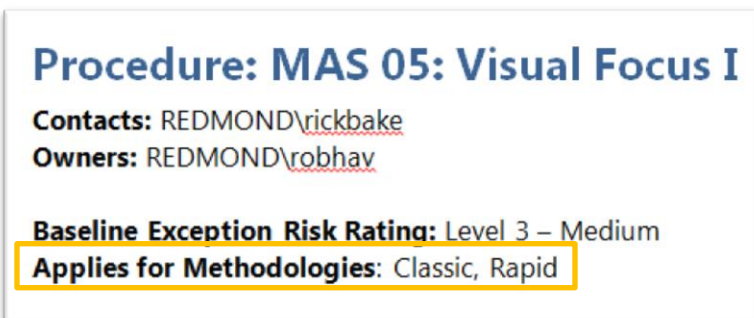 Procedure: MAS 05: Visual Focus I
Contacts: REDMOND\rickbake
Owners: REDMOND\robhav
Baseline Exception Risk Rating: Level 3 – Medium
Applies for Methodologies: Classic, Rapid